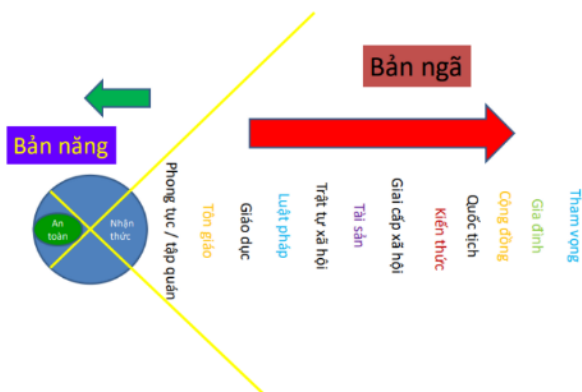 Bản ngã
Bản năng
An
toàn
Nhận
thức
Phong tục / tập quán
Tôn giáo
Giáo dục
Luật pháp
Trật tự xã hội
Tài sản
Giai cấp xã hội
Kiến thức
Quốc tịch
Cộng đồng
Gia đình
Tham vọng